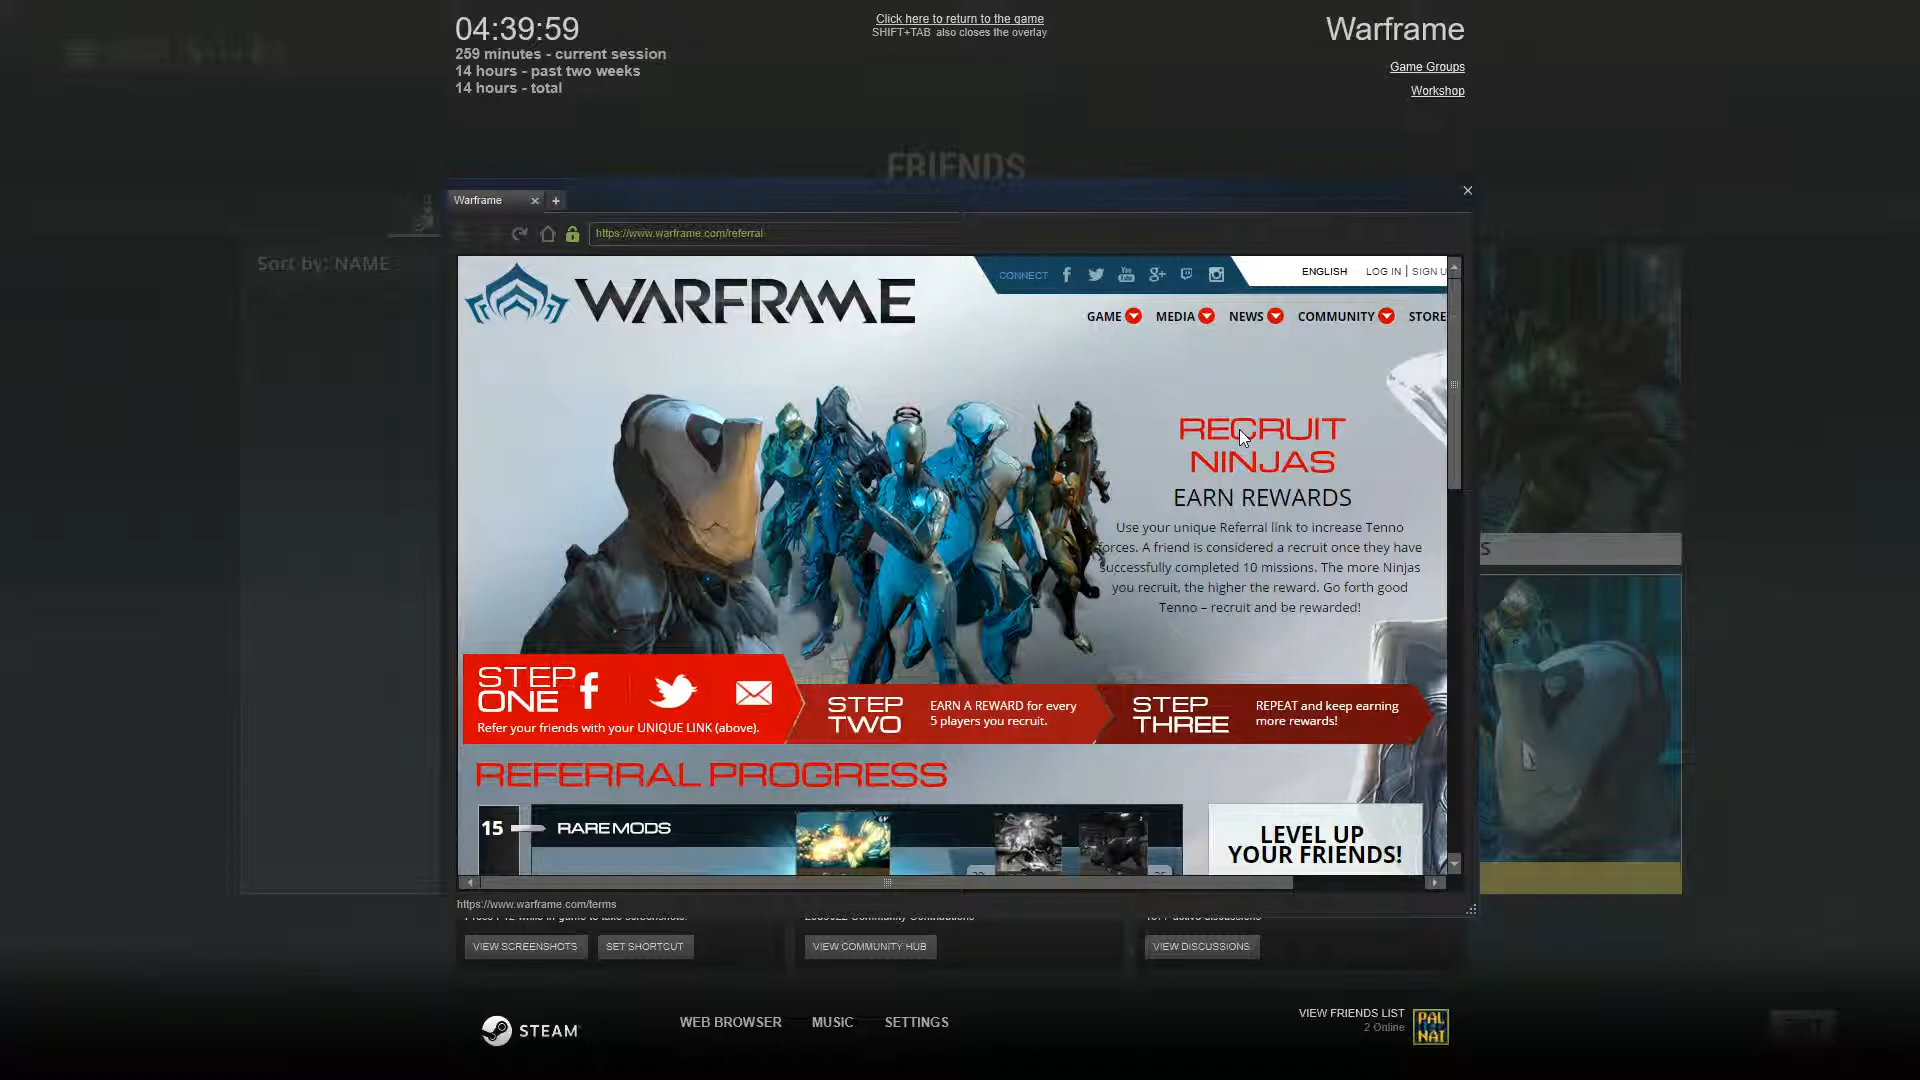 04:39:59
259 minutes - current session
14 hours - past two weeks
14 hours - total
Click here to return to the game
SHIFT+TAB also closes the overlay
Warframe
Game Groups
Workshop
FRIENDS
Warframe
https://www.warframe.com/referral
Sort by: NAME
WARFRAME
CONNECT
You Tube
g+
ENGLISH
LOG IN | SIGN U
GAME
MEDIA
NEWS
COMMUNITY
STORE
RECRUIT
NINJAS
EARN REWARDS
Use your unique Referral link to increase Tenno
forces. A friend is considered a recruit once they have
successfully completed 10 missions. The more Ninjas
you recruit, the higher the reward. Go forth good
Tenno – recruit and be rewarded!
STEP
ONE
Refer your friends with your UNIQUE LINK (above).
STEP
TWO
EARN A REWARD for every
5 players you recruit.
STEP
THREE
REPEAT and keep earning
more rewards!
REFERRAL PROGRESS
15
RARE MODS
LEVEL UP
YOUR FRIENDS!
https://www.warframe.com/terms
VIEW SCREENSHOTS
SET SHORTCUT
VIEW COMMUNITY HUB
VIEW DISCUSSIONS
STEAM
WEB BROWSER
MUSIC
SETTINGS
VIEW FRIENDS LIST
2 Online
PAL
NAI